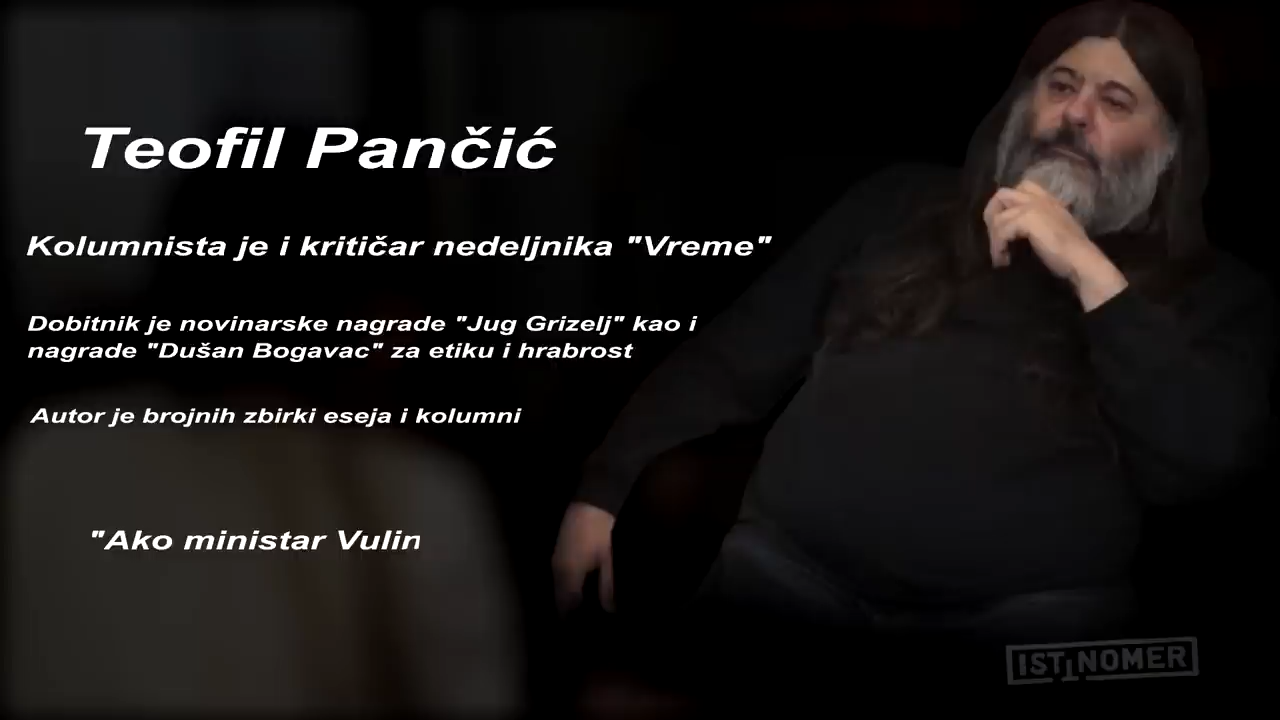 Teofil Pančić
Kolumnista je i kritičar nedeljnika "Vreme"
Dobitnik je novinarske nagrade "Jug Grizelj" kao i
nagrade "Dušan Bogavac" za etiku i hrabrost
Autor je brojnih zbirki eseja i kolumni
"Ako ministar Vulin
ISTINOMER